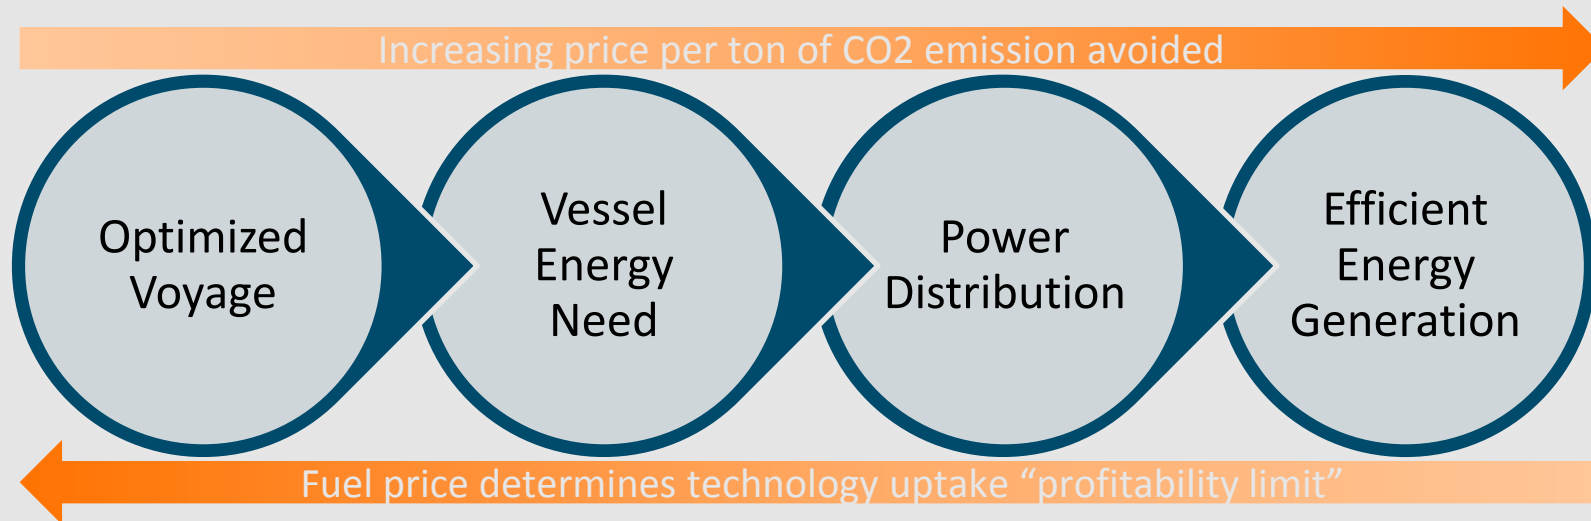 Increasing price per ton of CO2 emission avoided
Optimized
Voyage
Vessel
Energy
Need
Power
Distribution
Efficient
Energy
Generation
Fuel price determines technology uptake “profitability limit”